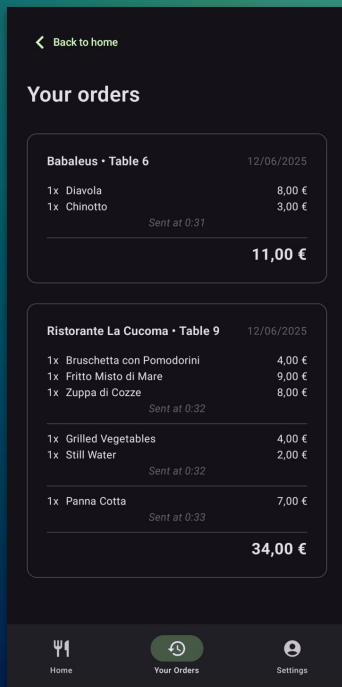 Back to home
Your orders
Babaleus • Table 6 12/06/2025
1x Diavola 8,00 €
1x Chinotto 3,00 €
Sent at 0:31
11,00 €
Ristorante La Cucoma • Table 9 12/06/2025
1x Bruschetta con Pomodorini 4,00 €
1x Fritto Misto di Mare 9,00 €
1x Zuppa di Cozze 8,00 €
Sent at 0:32
1x Grilled Vegetables 4,00 €
1x Still Water 2,00 €
Sent at 0:32
1x Panna Cotta 7,00 €
Sent at 0:33
34,00 €
Home Your Orders Settings